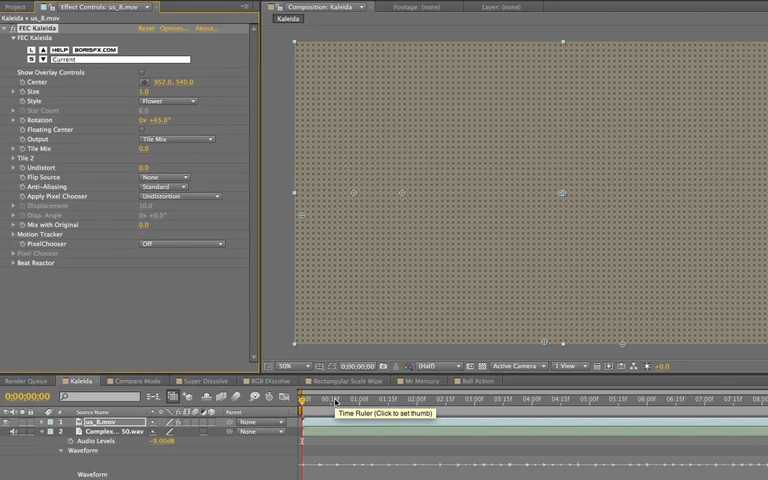 Project Effect Controls: us_8.mov
Kaleida • us_8.mov
FEC Kaleida Reset Options... About...
FEC Kaleida
L HELP BORISFX.COM
S Current
Show Overlay Controls
Center 952.0, 540.0
Size 1.0
Style Flower
Star Count 6.0
Rotation 0x +65.0°
Floating Center
Output Tile Mix
Tile Mix 0.0
Tile 2
Undistort 0.0
Flip Source None
Anti-Aliasing Standard
Apply Pixel Chooser Undistortion
Displacement 10.0
Disp. Angle 0x +0.0°
Mix with Original 0.0
Motion Tracker
PixelChooser Off
Pixel Chooser
Beat Reactor
Composition: Kaleida Footage: (none) Layer: (none)
Kaleida
50% 0;00;00;00 (Half) Active Camera 1 View +0.0
Render Queue Kaleida Compare Mode Super Dissolve RGB Dissolve Rectangular Scale Wipe Mr Mercury Ball Action
0;00;00;00
00:15f 01:00f 01:15f 02:00f 02:15f 03:00f 03:15f 04:00f 04:15f 05:00f 05:15f 06:00f 06:15f 07:00f 07:15f
# Source Name Parent
Time Ruler (Click to set thumb)
1 us_8.mov None
2 Complex... 50.wav None
Audio Levels -9.00dB
Waveform
Waveform